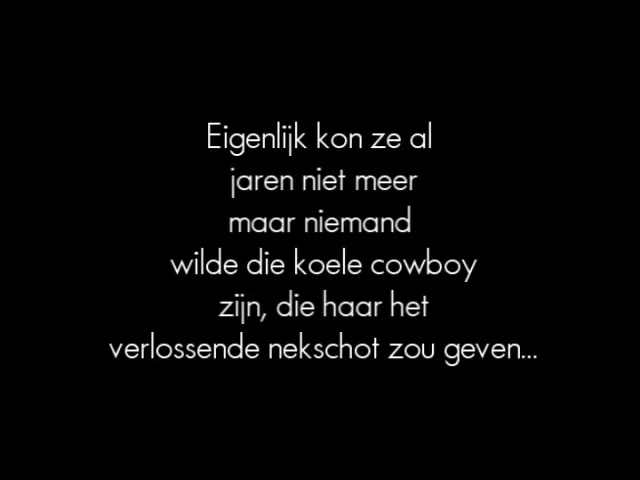 Eigenlijk kon ze al
jaren niet meer
maar niemand
wilde die koele cowboy
zijn, die haar het
verlossende nekschot zou geven...